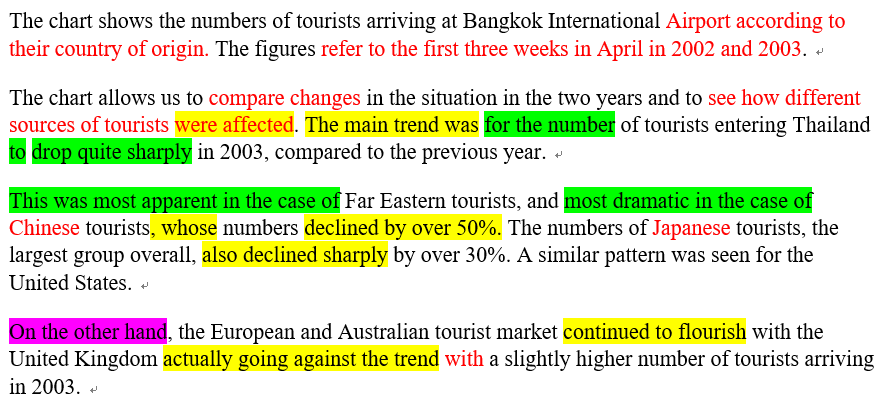 The chart shows the numbers of tourists arriving at Bangkok International Airport according to
their country of origin. The figures refer to the first three weeks in April in 2002 and 2003.
The chart allows us to compare changes in the situation in the two years and to see how different
sources of tourists were affected. The main trend was for the number of tourists entering Thailand
to drop quite sharply in 2003, compared to the previous year.
This was most apparent in the case of Far Eastern tourists, and most dramatic in the case of
Chinese tourists, whose numbers declined by over 50%. The numbers of Japanese tourists, the
largest group overall, also declined sharply by over 30%. A similar pattern was seen for the
United States.
On the other hand, the European and Australian tourist market continued to flourish with the
United Kingdom actually going against the trend with a slightly higher number of tourists arriving
in 2003.